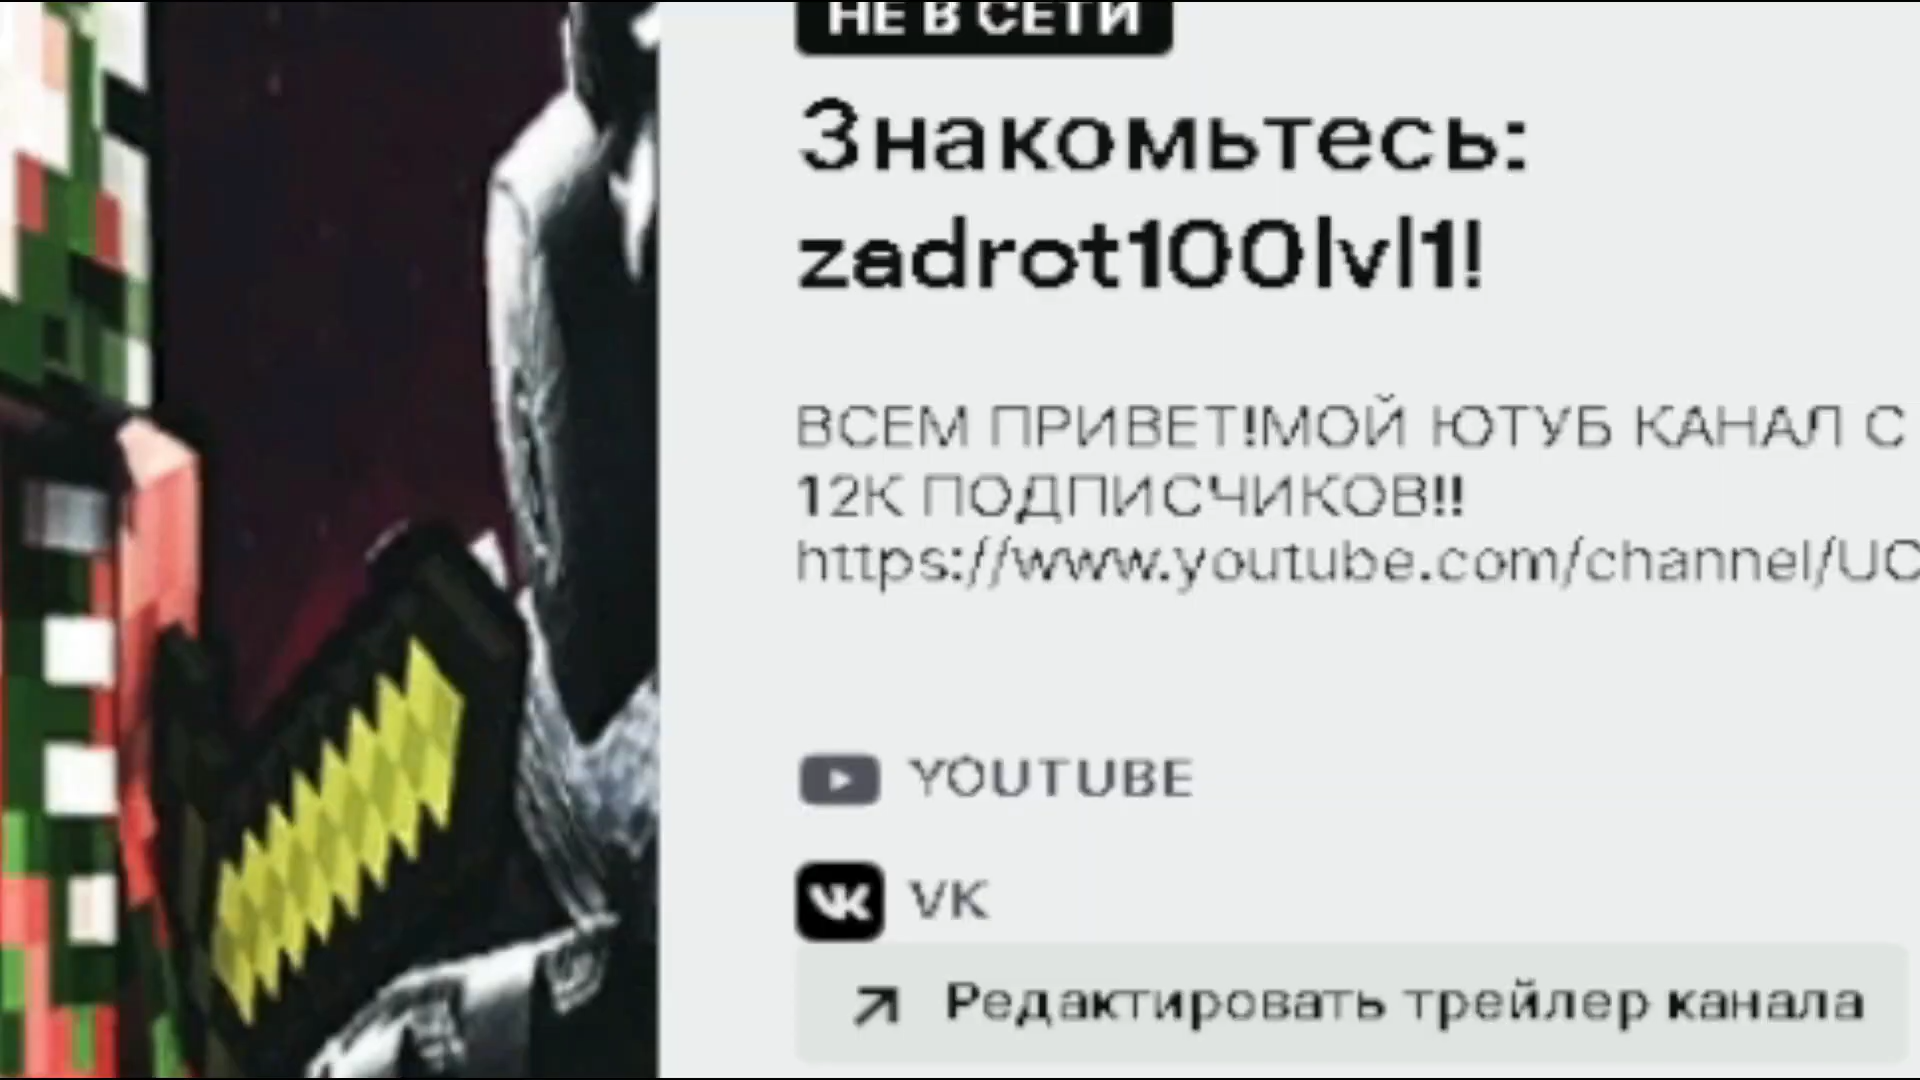 НЕ В СЕТИ
Знакомьтесь:
zadrot100lvl1!
ВСЕМ ПРИВЕТ!МОЙ ЮТУБ КАНАЛ С
12К ПОДПИСЧИКОВ!!
https://www.youtube.com/channel/UC
YOUTUBE
VK
Редактировать трейлер канала